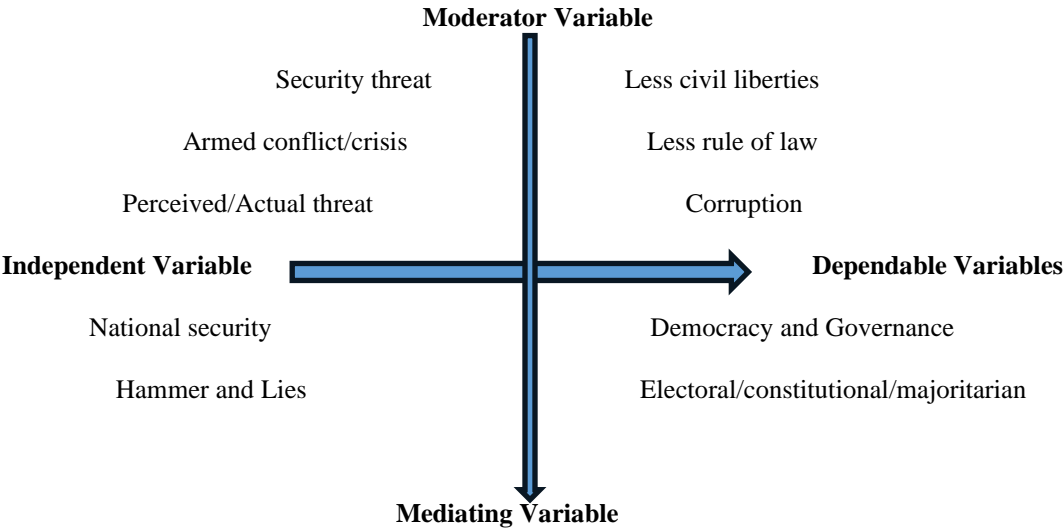 Moderator Variable
Security threat Less civil liberties
Armed conflict/crisis Less rule of law
Perceived/Actual threat Corruption
Independent Variable Dependable Variables
National security Democracy and Governance
Hammer and Lies Electoral/constitutional/majoritarian
Mediating Variable